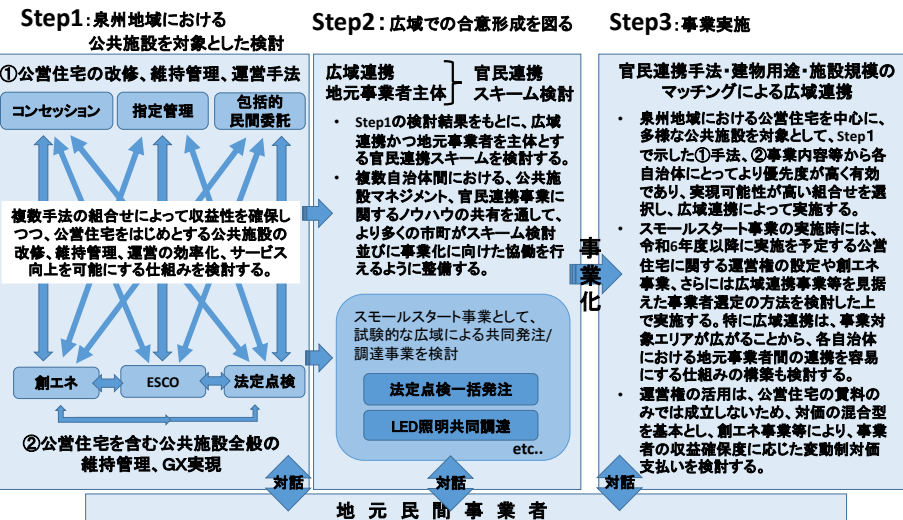 Step1:泉州地域における
公共施設を対象とした検討
①公営住宅の改修、維持管理、運営手法
コンセッション
指定管理
包括的
民間委託
複数手法の組合せによって収益性を確保し
つつ、公営住宅をはじめとする公共施設の
改修、維持管理、運営の効率化、サービス
向上を可能にする仕組みを検討する。
創エネ
ESCO
法定点検
②公営住宅を含む公共施設全般の
維持管理、GX実現
対話
Step2:広域での合意形成を図る
広域連携
地元事業者主体
官民連携
スキーム検討
・ Step1の検討結果をもとに、広域
連携かつ地元事業者を主体とす
る官民連携スキームを検討する。
・ 複数自治体間における、公共施
設マネジメント、官民連携事業に
関するノウハウの共有を通して、
より多くの市町がスキーム検討
並びに事業化に向けた協働を行
えるように整備する。
スモールスタート事業として、
試験的な広域による共同発注/
調達事業を検討
法定点検一括発注
LED照明共同調達
etc..
対話
事業化
Step3:事業実施
官民連携手法・建物用途・施設規模の
マッチングによる広域連携
・ 泉州地域における公営住宅を中心に、
多様な公共施設を対象として、Step1
で示した①手法、②事業内容等から各
自治体にとってより優先度が高く有効
であり、実現可能性が高い組合せを選
択し、広域連携によって実施する。
・ スモールスタート事業の実施時には、
令和6年度以降に実施を予定する公営
住宅に関する運営権の設定や創エネ
事業、さらには広域連携事業等を見据
えた事業者選定の方法を検討した上
で実施する。特に広域連携は、事業対
象エリアが広がることから、各自治体
における地元事業者間の連携を容易
にする仕組みの構築も検討する。
・ 運営権の活用は、公営住宅の賃料の
みでは成立しないため、対価の混合型
を基本とし、創エネ事業等により、事業
者の収益確保度に応じた変動制対価
支払いを検討する。
対話
地元民間事業者